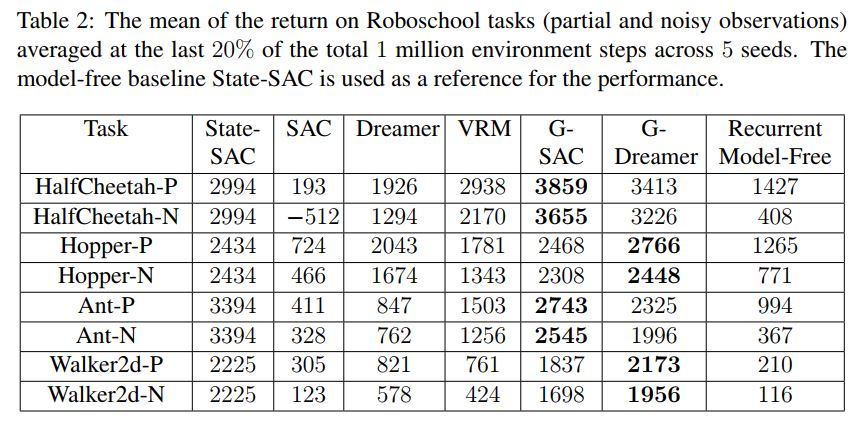 Table 2: The mean of the return on Roboschool tasks (partial and noisy observations)
averaged at the last 20% of the total 1 million environment steps across 5 seeds. The
model-free baseline State-SAC is used as a reference for the performance.
Task State- SAC Dreamer VRM G- G- Recurrent
SAC SAC Dreamer Model-Free
HalfCheetah-P 2994 193 1926 2938 3859 3413 1427
HalfCheetah-N 2994 −512 1294 2170 3655 3226 408
Hopper-P 2434 724 2043 1781 2468 2766 1265
Hopper-N 2434 466 1674 1343 2308 2448 771
Ant-P 3394 411 847 1503 2743 2325 994
Ant-N 3394 328 762 1256 2545 1996 367
Walker2d-P 2225 305 821 761 1837 2173 210
Walker2d-N 2225 123 578 424 1698 1956 116